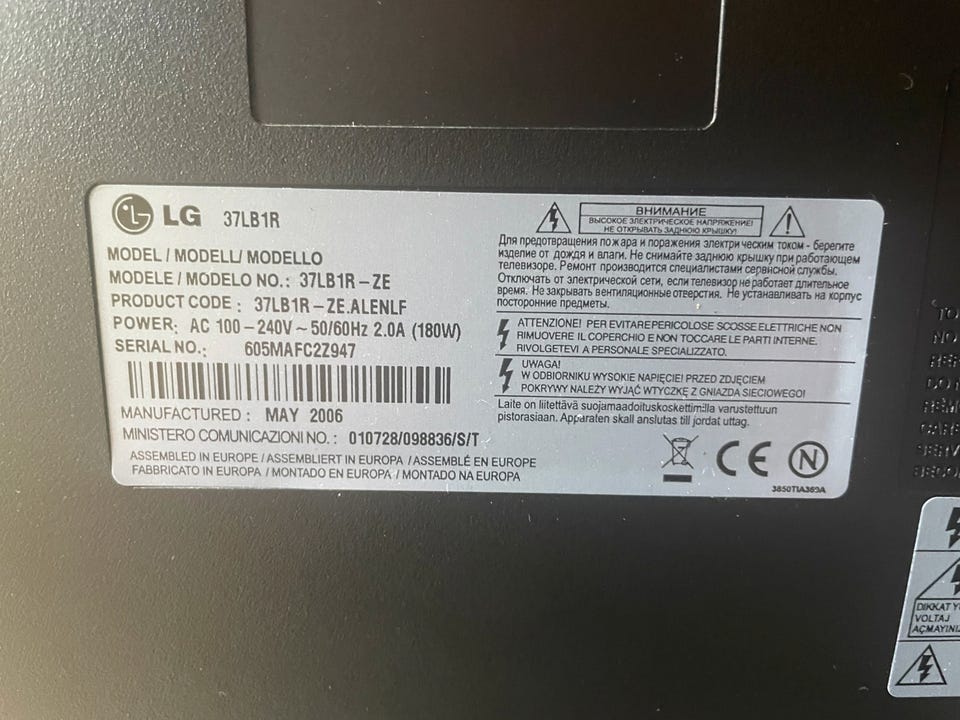 LG 37LB1R
MODEL / MODELL/ MODELLO
MODELE / MODELO NO.: 37LB1R-ZE
PRODUCT CODE : 37LB1R-ZE.ALENLF
POWER: AC 100-240V~50/60Hz 2.0A (180W)
SERIAL NO.: 605MAFC2Z947
MANUFACTURED : MAY 2006
MINISTERO COMUNICAZIONI NO. : 010728/098836/S/T
ASSEMBLED IN EUROPE / ASSEMBLIERT IN EUROPA / ASSEMBLÉ EN EUROPE
FABBRICATO IN EUROPA / MONTADO EN EUROPA / MONTADO NA EUROPA
ВНИМАНИЕ
ВЫСОКОЕ ЭЛЕКТРИЧЕСКОЕ НАПРЯЖЕНИЕ!
НЕ ОТКРЫВАТЬ ЗАДНЮЮ КРЫШКУ!
Для предотвращения пожара и поражения электрическим током - берегите
изделие от дождя и влаги. Не снимайте заднюю крышку при работающем
телевизоре. Ремонт производится специалистами сервисной службы.
Отключать от электрической сети, если телевизор не работает длительное
время. Не закрывать вентиляционные отверстия. Не устанавливать на корпус
посторонние предметы.
ATTENZIONE! PER EVITARE PERICOLOSE SCOSSE ELETTRICHE NON
RIMUOVERE IL COPERCHIO E NON TOCCARE LE PARTI INTERNE.
RIVOLGETEVI A PERSONALE SPECIALIZZATO.
UWAGA!
W ODBIORNIKU WYSOKIE NAPIĘCIE! PRZED ZDJĘCIEM
POKRYWY NALEŻY WYJĄĆ WTYCZKĘ Z GNIAZDA SIECIOWEGO!
Laite on liitettävä suojamaadoituskoskettimilla varustettuun
pistorasiaan. Apparaten skall anslutas till jordat uttag.
CE N
3850TIA369A
TO
NO
DO N
DIKKAT Y
VOLTAJ
AÇMAYINI